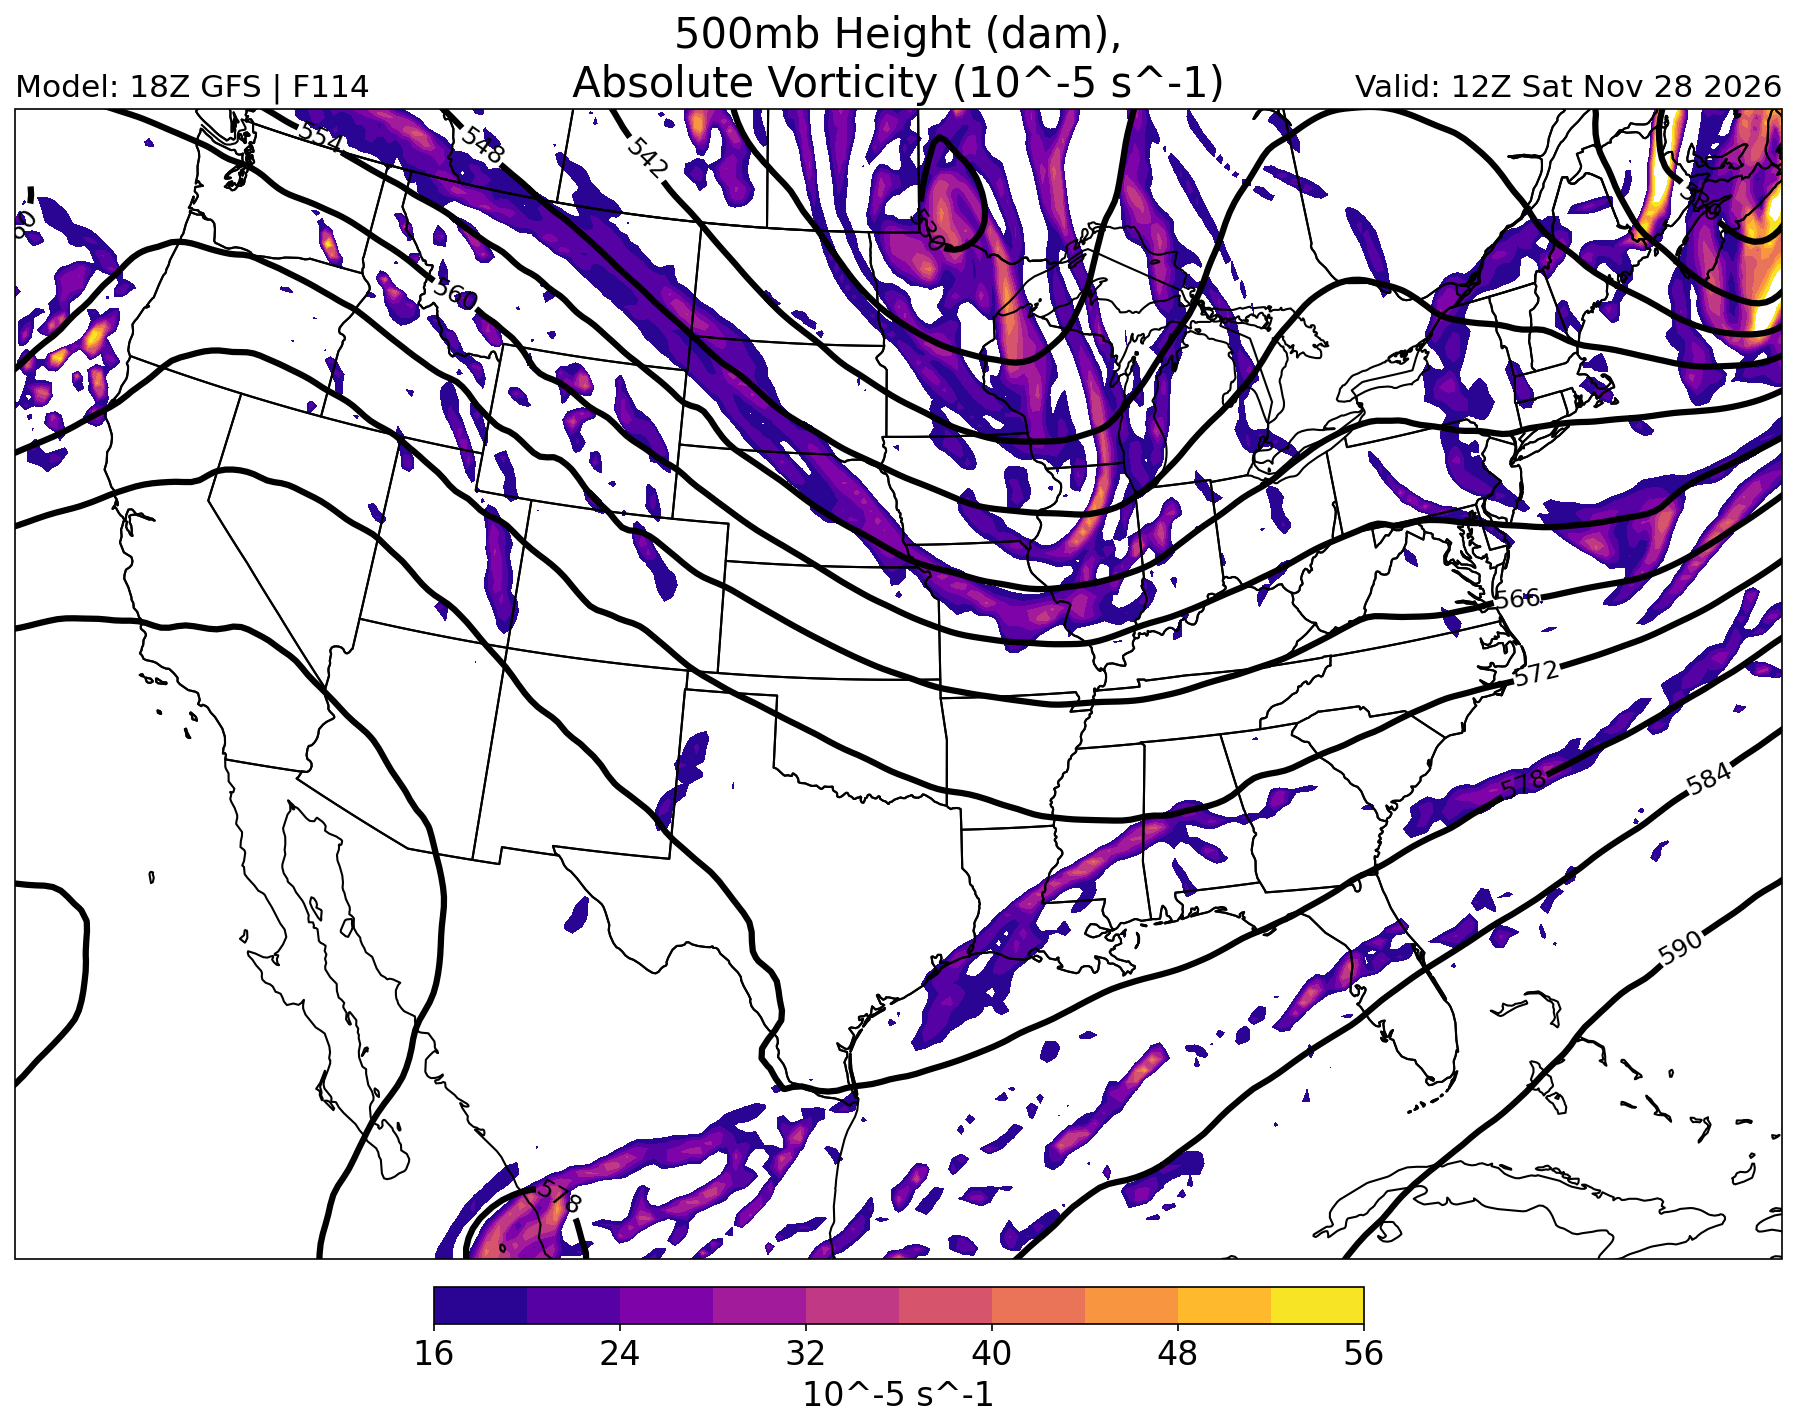 500mb Height (dam),
Absolute Vorticity (10^-5 s^-1)
Model: 18Z GFS | F114
Valid: 12Z Sat Nov 28 2026
554
548
542
530
560
566
572
578
584
590
578
16 24 32 40 48 56
10^-5 s^-1